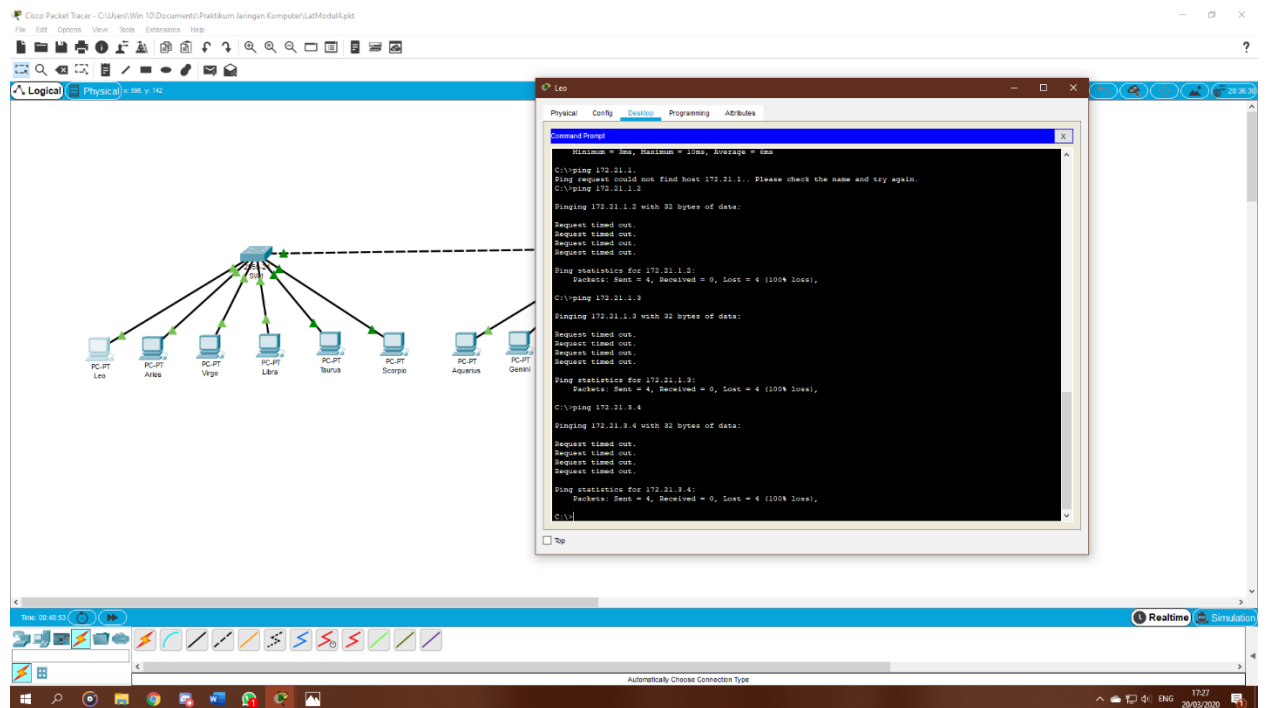 Cisco Packet Tracer - C:\Users\Win 10\Documents\Praktikum Jaringan Komputer\LatModul4.pkt
File Edit Options View Tools Extensions Help
?
Logical Physical x: 598, y: 742
29:36:30
Leo
Physical Config Desktop Programming Attributes
Command Prompt X
Minimum = 3ms, Maximum = 10ms, Average = 6ms
C:\>ping 172.21.1.
Ping request could not find host 172.21.1.. Please check the name and try again.
C:\>ping 172.21.1.2
Pinging 172.21.1.2 with 32 bytes of data:
Request timed out.
Request timed out.
Request timed out.
Request timed out.
Ping statistics for 172.21.1.2:
Packets: Sent = 4, Received = 0, Lost = 4 (100% loss),
C:\>ping 172.21.1.3
Pinging 172.21.1.3 with 32 bytes of data:
Request timed out.
Request timed out.
Request timed out.
Request timed out.
Ping statistics for 172.21.1.3:
Packets: Sent = 4, Received = 0, Lost = 4 (100% loss),
C:\>ping 172.21.3.4
Pinging 172.21.3.4 with 32 bytes of data:
Request timed out.
Request timed out.
Request timed out.
Request timed out.
Ping statistics for 172.21.3.4:
Packets: Sent = 4, Received = 0, Lost = 4 (100% loss),
C:\>
Top
SW1
PC-PT
Leo
PC-PT
Aries
PC-PT
Virgo
PC-PT
Libra
PC-PT
Taurus
PC-PT
Scorpio
PC-PT
Aquarius
PC-PT
Gemini
Time: 00:40:53
Realtime Simulation
Automatically Choose Connection Type
ENG
17:27
20/03/2020